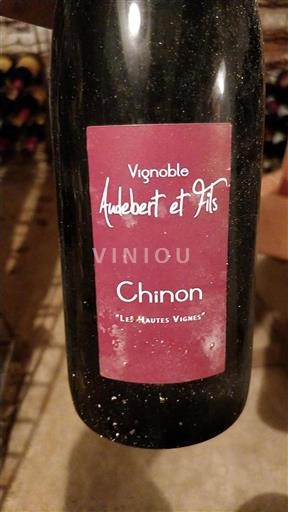 Vignoble
Audebert et Fils
VINIOU
Chinon
"Les Hautes Vignes"